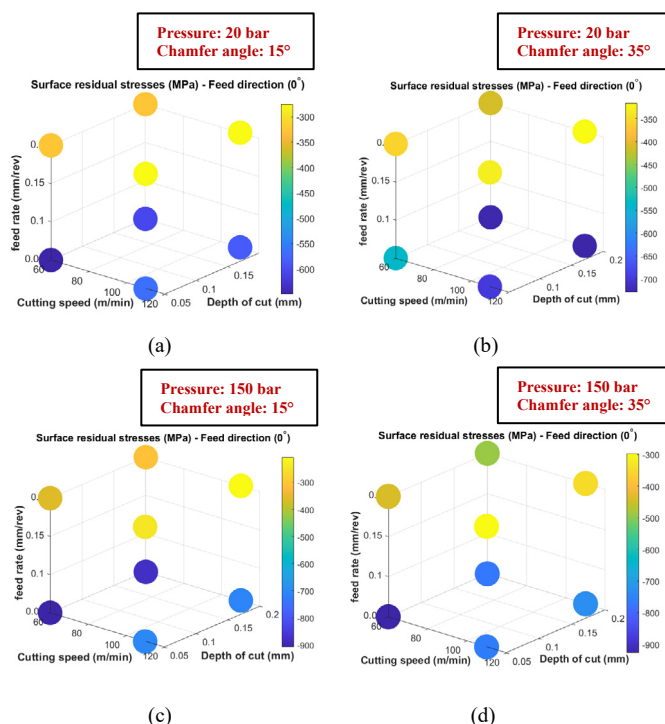 Pressure: 20 bar
Chamfer angle: 15°
Surface residual stresses (MPa) - Feed direction (0°)
-300
-350
-400
-450
-500
-550
-600
0.15
0.1
feed rate (mm/rev)
60
80
100
120
Cutting speed (m/min)
0.05
0.1
0.15
0.2
Depth of cut (mm)
(a)
Pressure: 20 bar
Chamfer angle: 35°
Surface residual stresses (MPa) - Feed direction (0°)
-350
-400
-450
-500
-550
-600
-650
-700
0.15
0.1
feed rate (mm/rev)
60
80
100
120
Cutting speed (m/min)
0.05
0.1
0.15
0.2
Depth of cut (mm)
(b)
Pressure: 150 bar
Chamfer angle: 15°
Surface residual stresses (MPa) - Feed direction (0°)
-300
-400
-500
-600
-700
-800
-900
0.15
0.1
feed rate (mm/rev)
60
80
100
120
Cutting speed (m/min)
0.05
0.1
0.15
0.2
Depth of cut (mm)
(c)
Pressure: 150 bar
Chamfer angle: 35°
Surface residual stresses (MPa) - Feed direction (0°)
-300
-400
-500
-600
-700
-800
-900
0.15
0.1
feed rate (mm/rev)
60
80
100
120
Cutting speed (m/min)
0.05
0.1
0.15
0.2
Depth of cut (mm)
(d)